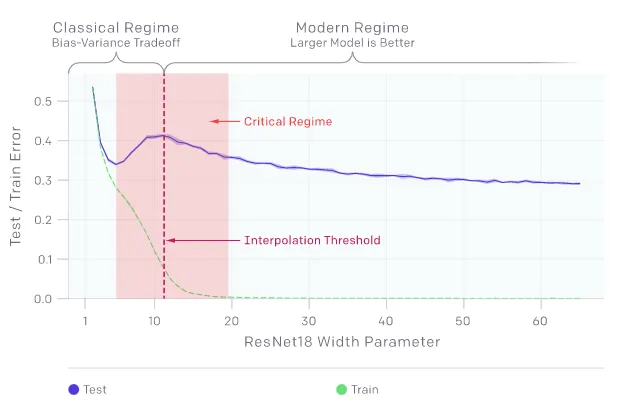 Classical Regime
Bias-Variance Tradeoff
Modern Regime
Larger Model is Better
0.5
0.4
0.3
0.2
0.1
0.0
Test / Train Error
Critical Regime
Interpolation Threshold
1
10
20
30
40
50
60
ResNet18 Width Parameter
Test
Train